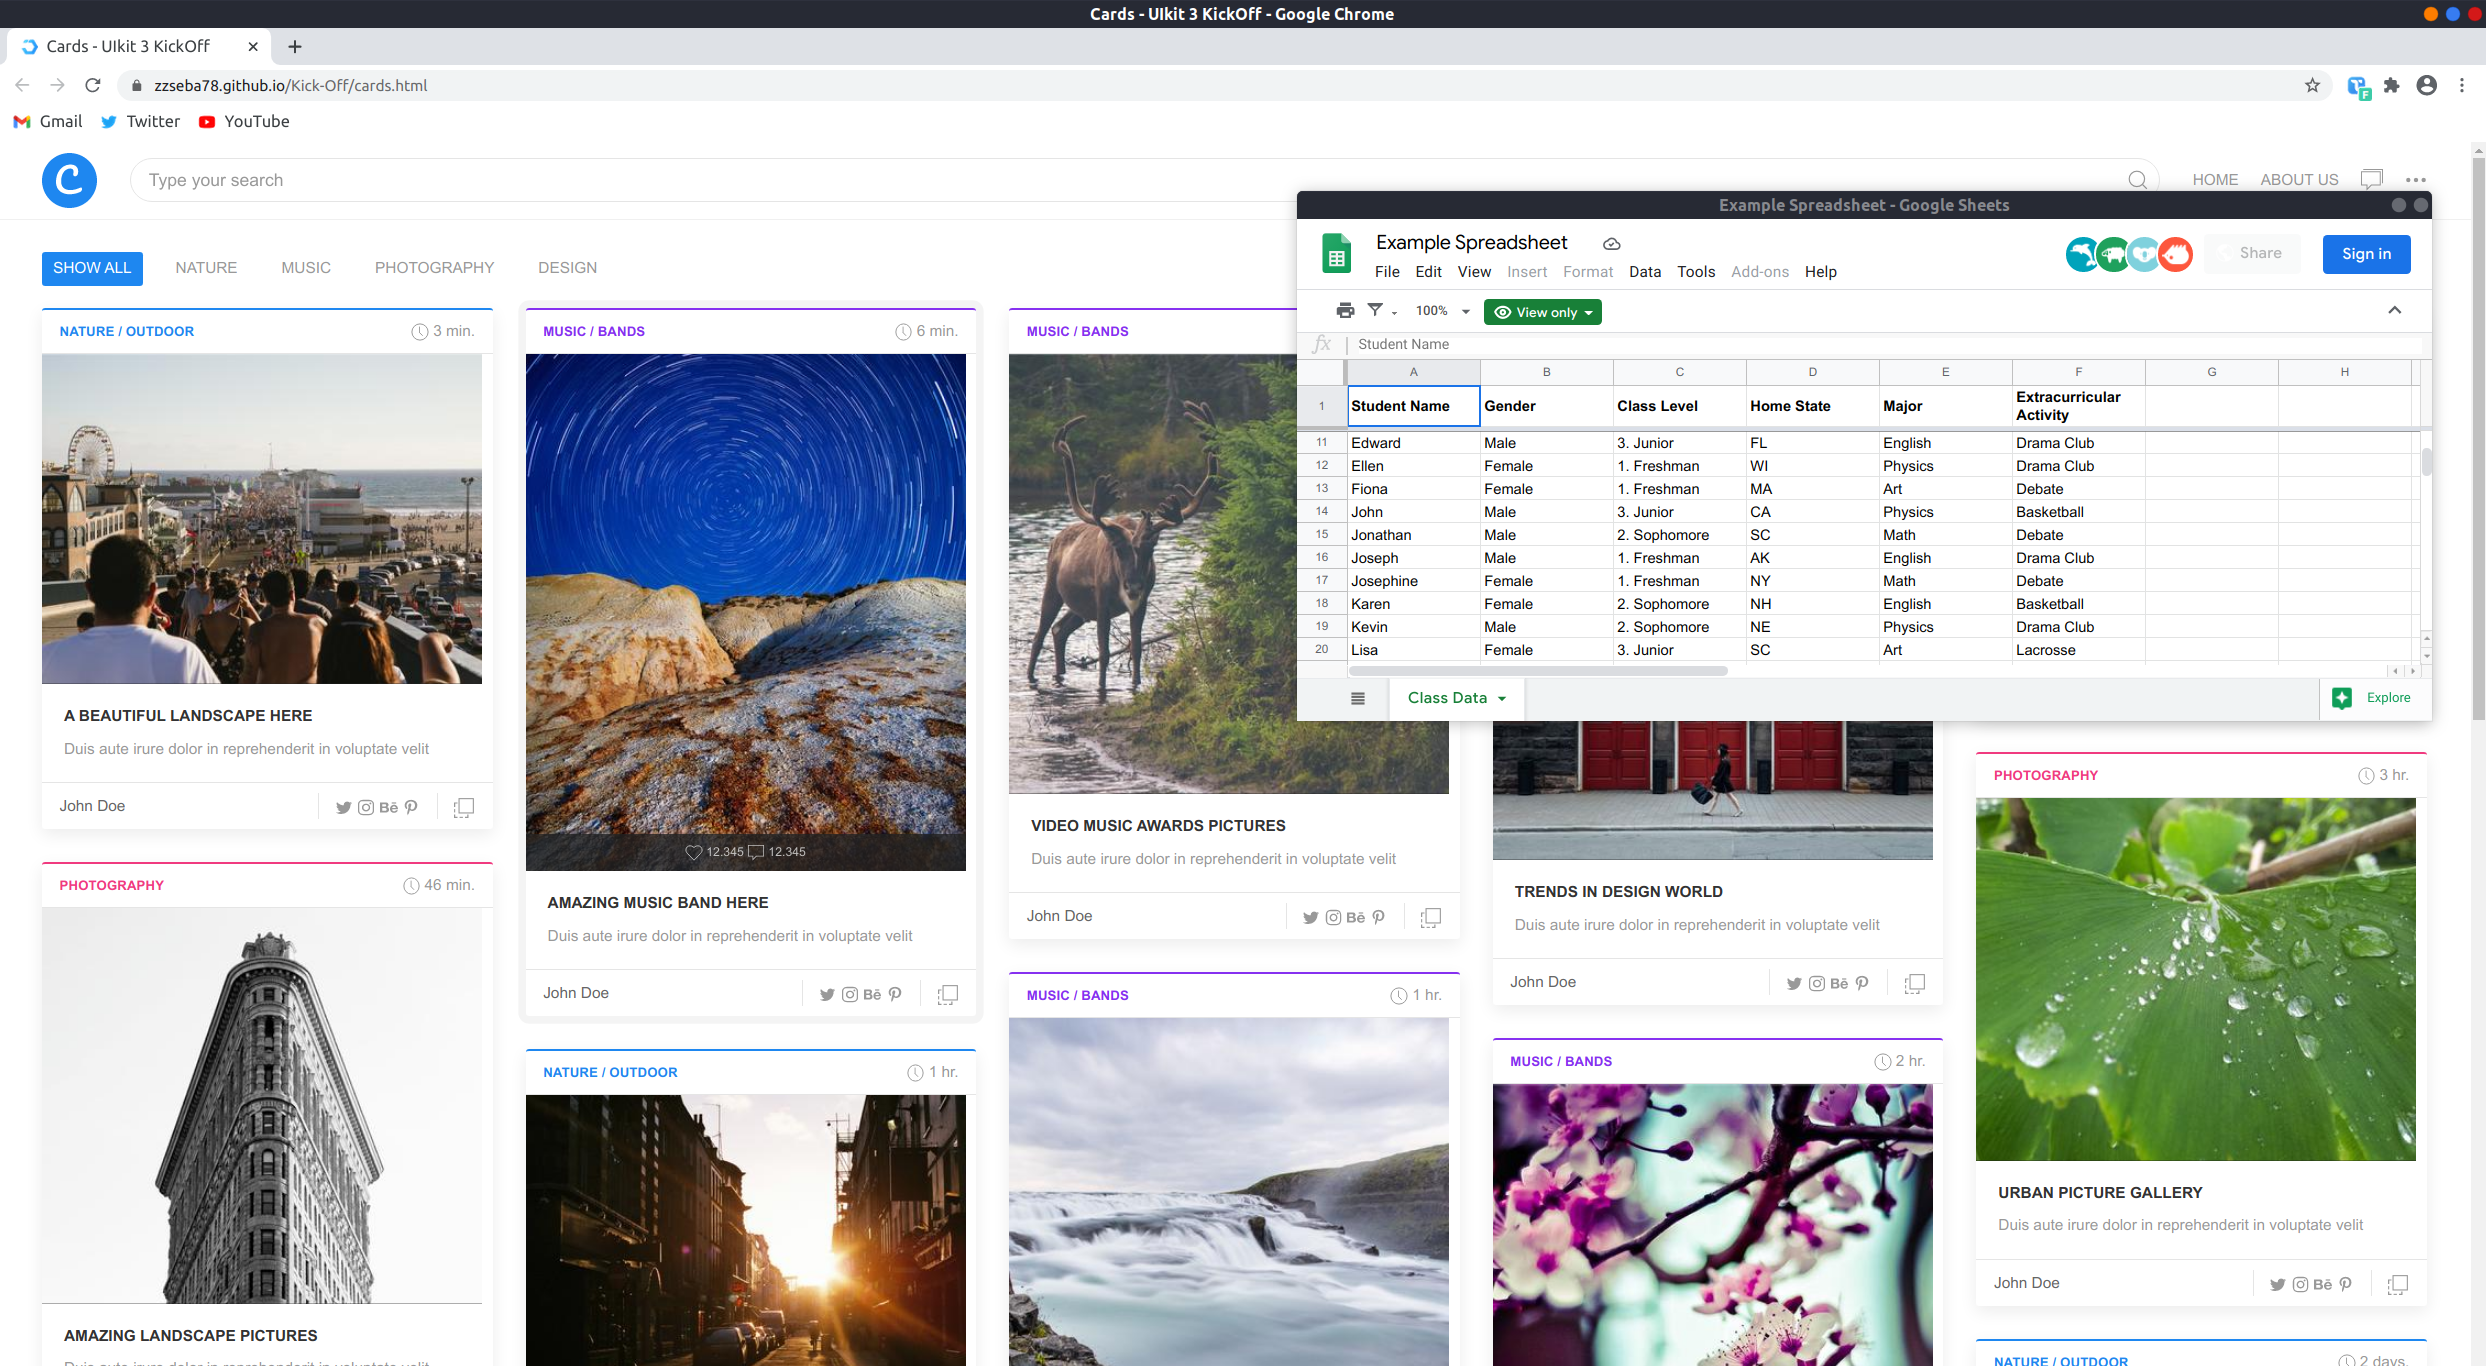 Cards - UIkit 3 KickOff - Google Chrome
Cards - UIkit 3 KickOff
zzseba78.github.io/Kick-Off/cards.html
Gmail Twitter YouTube
C
Type your search
HOME ABOUT US
SHOW ALL NATURE MUSIC PHOTOGRAPHY DESIGN
NATURE / OUTDOOR 3 min.
A BEAUTIFUL LANDSCAPE HERE
Duis aute irure dolor in reprehenderit in voluptate velit
John Doe
PHOTOGRAPHY 46 min.
AMAZING LANDSCAPE PICTURES
Duis aute irure dolor in reprehenderit in voluptate velit
MUSIC / BANDS 6 min.
12.345 12.345
AMAZING MUSIC BAND HERE
Duis aute irure dolor in reprehenderit in voluptate velit
John Doe
NATURE / OUTDOOR 1 hr.
MUSIC / BANDS
VIDEO MUSIC AWARDS PICTURES
Duis aute irure dolor in reprehenderit in voluptate velit
John Doe
MUSIC / BANDS 1 hr.
TRENDS IN DESIGN WORLD
Duis aute irure dolor in reprehenderit in voluptate velit
John Doe
MUSIC / BANDS 2 hr.
PHOTOGRAPHY 3 hr.
URBAN PICTURE GALLERY
Duis aute irure dolor in reprehenderit in voluptate velit
John Doe
NATURE / OUTDOOR 2 days.
Example Spreadsheet - Google Sheets
Example Spreadsheet
File Edit View Insert Format Data Tools Add-ons Help
Share Sign in
100% View only
fx Student Name
A B C D E F G H
1 Student Name Gender Class Level Home State Major Extracurricular
Activity
11 Edward Male 3. Junior FL English Drama Club
12 Ellen Female 1. Freshman WI Physics Drama Club
13 Fiona Female 1. Freshman MA Art Debate
14 John Male 3. Junior CA Physics Basketball
15 Jonathan Male 2. Sophomore SC Math Debate
16 Joseph Male 1. Freshman AK English Drama Club
17 Josephine Female 1. Freshman NY Math Debate
18 Karen Female 2. Sophomore NH English Basketball
19 Kevin Male 2. Sophomore NE Physics Drama Club
20 Lisa Female 3. Junior SC Art Lacrosse
Class Data
Explore